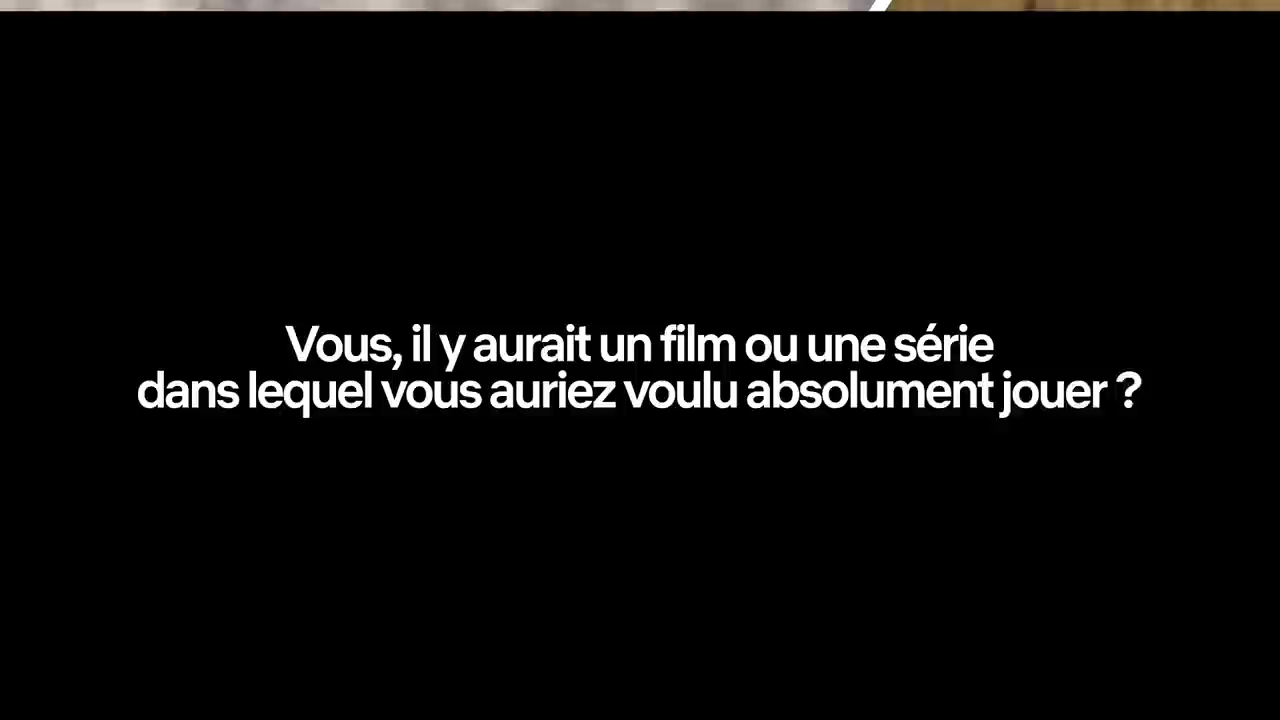 Vous, il y aurait un film ou une série
dans lequel vous auriez voulu absolument jouer ?